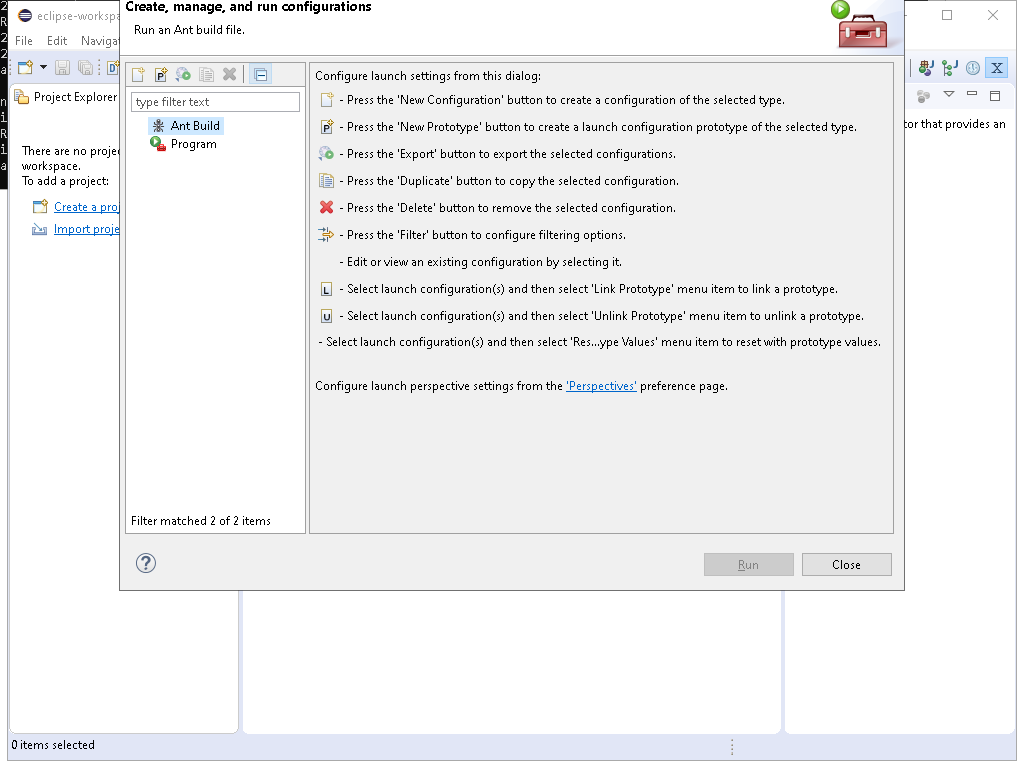 Create, manage, and run configurations
Run an Ant build file.
eclipse-workspa
File Edit Navigat
type filter text
Ant Build
Program
Filter matched 2 of 2 items
Configure launch settings from this dialog:
- Press the 'New Configuration' button to create a configuration of the selected type.
- Press the 'New Prototype' button to create a launch configuration prototype of the selected type.
- Press the 'Export' button to export the selected configurations.
- Press the 'Duplicate' button to copy the selected configuration.
- Press the 'Delete' button to remove the selected configuration.
- Press the 'Filter' button to configure filtering options.
- Edit or view an existing configuration by selecting it.
- Select launch configuration(s) and then select 'Link Prototype' menu item to link a prototype.
- Select launch configuration(s) and then select 'Unlink Prototype' menu item to unlink a prototype.
- Select launch configuration(s) and then select 'Res...ype Values' menu item to reset with prototype values.
Configure launch perspective settings from the 'Perspectives' preference page.
Run
Close
Project Explorer
There are no projec
workspace.
To add a project:
Create a proj
Import proje
tor that provides an
0 items selected